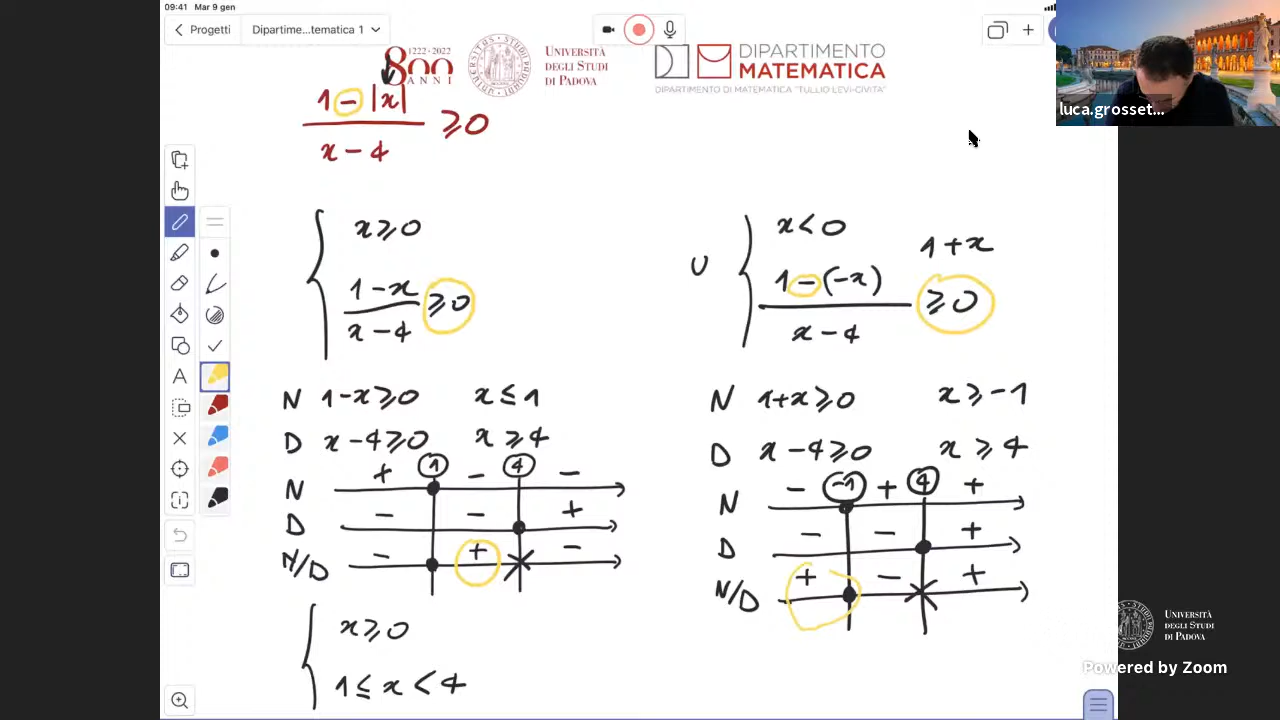 09:41 Mar 9 gen
Progetti
Dipartime...tematica 1
1222·2022
800
ANNI
UNIVERSITÀ
DEGLI STUDI
DI PADOVA
DIPARTIMENTO
MATEMATICA
DIPARTIMENTO DI MATEMATICA "TULLIO LEVI-CIVITA"
luca.grosset...
1 - |x|
x - 4
≥ 0
x ≥ 0
1 - x
x - 4
≥ 0
∪
x < 0
1 + x
1 - (-x)
x - 4
≥ 0
N 1-x ≥ 0 x ≤ 1
D x-4 ≥ 0 x ≥ 4
+ 1 - 4 -
N
- - +
D
- + -
N/D
x ≥ 0
1 ≤ x < 4
N 1+x ≥ 0 x ≥ -1
D x-4 ≥ 0 x ≥ 4
- -1 + 4 +
N
- - +
D
+ - +
N/D
UNIVERSITÀ
DEGLI STUDI
DI PADOVA
Powered by Zoom